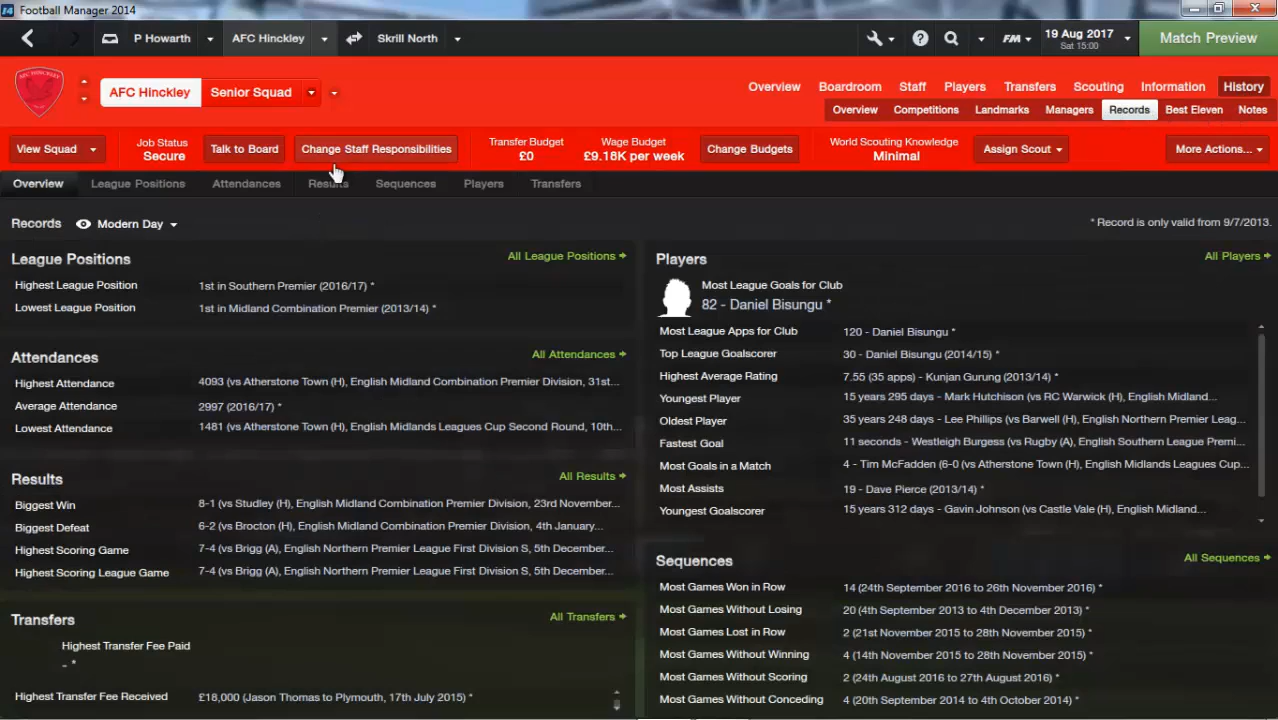 Football Manager 2014
P Howarth
AFC Hinckley
Skrill North
FM
19 Aug 2017
Sat 15:00
Match Preview
AFC HINCKLEY
AFC Hinckley
Senior Squad
Overview Boardroom Staff Players Transfers Scouting Information History
Overview Competitions Landmarks Managers Records Best Eleven Notes
View Squad
Job Status
Secure
Talk to Board
Change Staff Responsibilities
Transfer Budget
£0
Wage Budget
£9.18K per week
Change Budgets
World Scouting Knowledge
Minimal
Assign Scout
More Actions...
Overview League Positions Attendances Results Sequences Players Transfers
Records Modern Day
* Record is only valid from 9/7/2013.
League Positions
All League Positions
Highest League Position 1st in Southern Premier (2016/17) *
Lowest League Position 1st in Midland Combination Premier (2013/14) *
Attendances
All Attendances
Highest Attendance 4093 (vs Atherstone Town (H), English Midland Combination Premier Division, 31st...
Average Attendance 2997 (2016/17) *
Lowest Attendance 1481 (vs Atherstone Town (H), English Midlands Leagues Cup Second Round, 10th...
Results
All Results
Biggest Win 8-1 (vs Studley (H), English Midland Combination Premier Division, 23rd November...
Biggest Defeat 6-2 (vs Brocton (H), English Midland Combination Premier Division, 4th January...
Highest Scoring Game 7-4 (vs Brigg (A), English Northern Premier League First Division S, 5th December...
Highest Scoring League Game 7-4 (vs Brigg (A), English Northern Premier League First Division S, 5th December...
Transfers
All Transfers
Highest Transfer Fee Paid
- *
Highest Transfer Fee Received £18,000 (Jason Thomas to Plymouth, 17th July 2015) *
Players
All Players
Most League Goals for Club
82 - Daniel Bisungu *
Most League Apps for Club 120 - Daniel Bisungu *
Top League Goalscorer 30 - Daniel Bisungu (2014/15) *
Highest Average Rating 7.55 (35 apps) - Kunjan Gurung (2013/14) *
Youngest Player 15 years 295 days - Mark Hutchison (vs RC Warwick (H), English Midland...
Oldest Player 35 years 248 days - Lee Phillips (vs Barwell (H), English Northern Premier Leag...
Fastest Goal 11 seconds - Westleigh Burgess (vs Rugby (A), English Southern League Premi...
Most Goals in a Match 4 - Tim McFadden (6-0 (vs Atherstone Town (H), English Midlands Leagues Cup...
Most Assists 19 - Dave Pierce (2013/14) *
Youngest Goalscorer 15 years 312 days - Gavin Johnson (vs Castle Vale (H), English Midland...
Sequences
All Sequences
Most Games Won in Row 14 (24th September 2016 to 26th November 2016) *
Most Games Without Losing 20 (4th September 2013 to 4th December 2013) *
Most Games Lost in Row 2 (21st November 2015 to 28th November 2015) *
Most Games Without Winning 4 (14th November 2015 to 28th November 2015) *
Most Games Without Scoring 2 (24th August 2016 to 27th August 2016) *
Most Games Without Conceding 4 (20th September 2014 to 4th October 2014) *